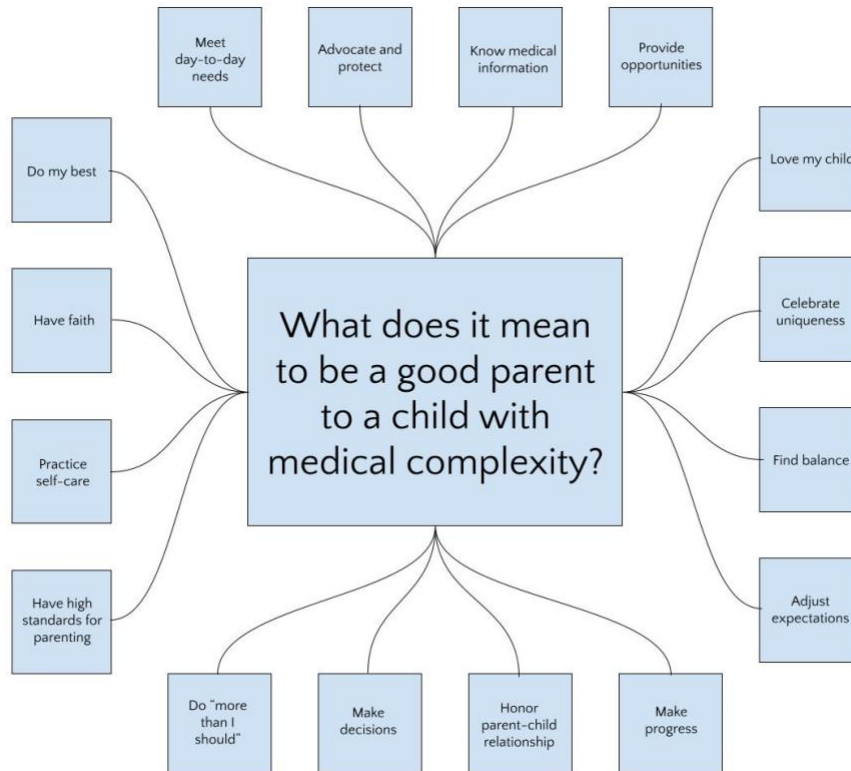 Meet
day-to-day
needs
Advocate and
protect
Know medical
information
Provide
opportunities
Do my best
Have faith
Practice
self-care
Have high
standards for
parenting
What does it mean
to be a good parent
to a child with
medical complexity?
Love my child
Celebrate
uniqueness
Find balance
Adjust
expectations
Do "more
than I
should"
Make
decisions
Honor
parent-child
relationship
Make
progress